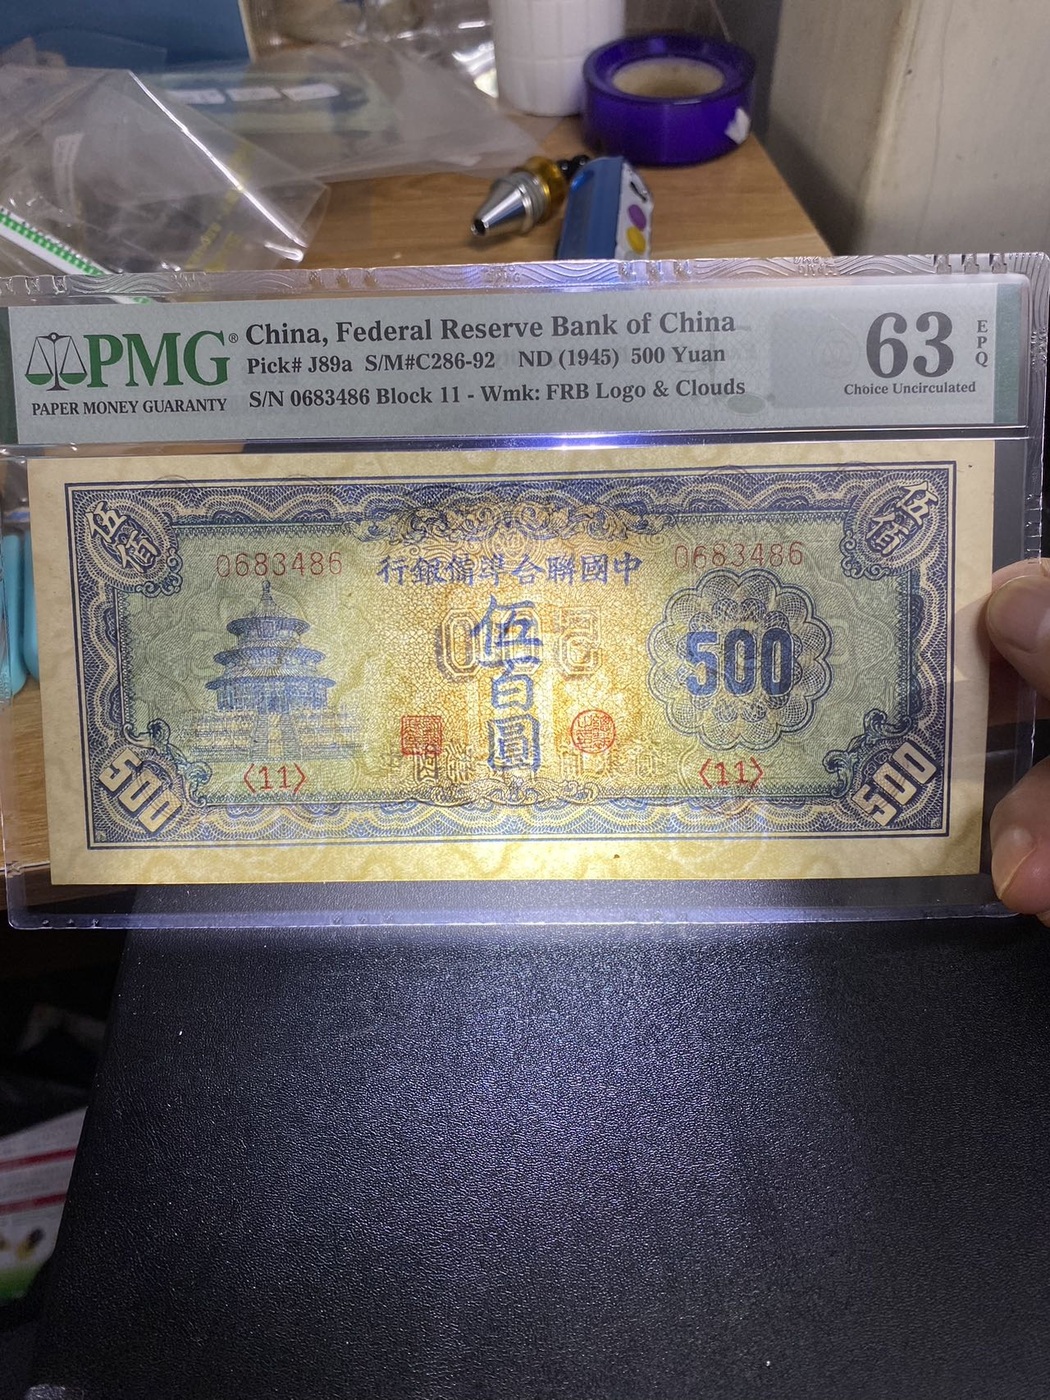 PMG®
PAPER MONEY GUARANTY
China, Federal Reserve Bank of China
Pick# J89a S/M#C286-92 ND (1945) 500 Yuan
S/N 0683486 Block 11 - Wmk: FRB Logo & Clouds
63
EPQ
Choice Uncirculated
伍佰
伍佰
0683486
行銀備準合聯國中
0683486
伍百圓
500
〈11〉
〈11〉
500
500